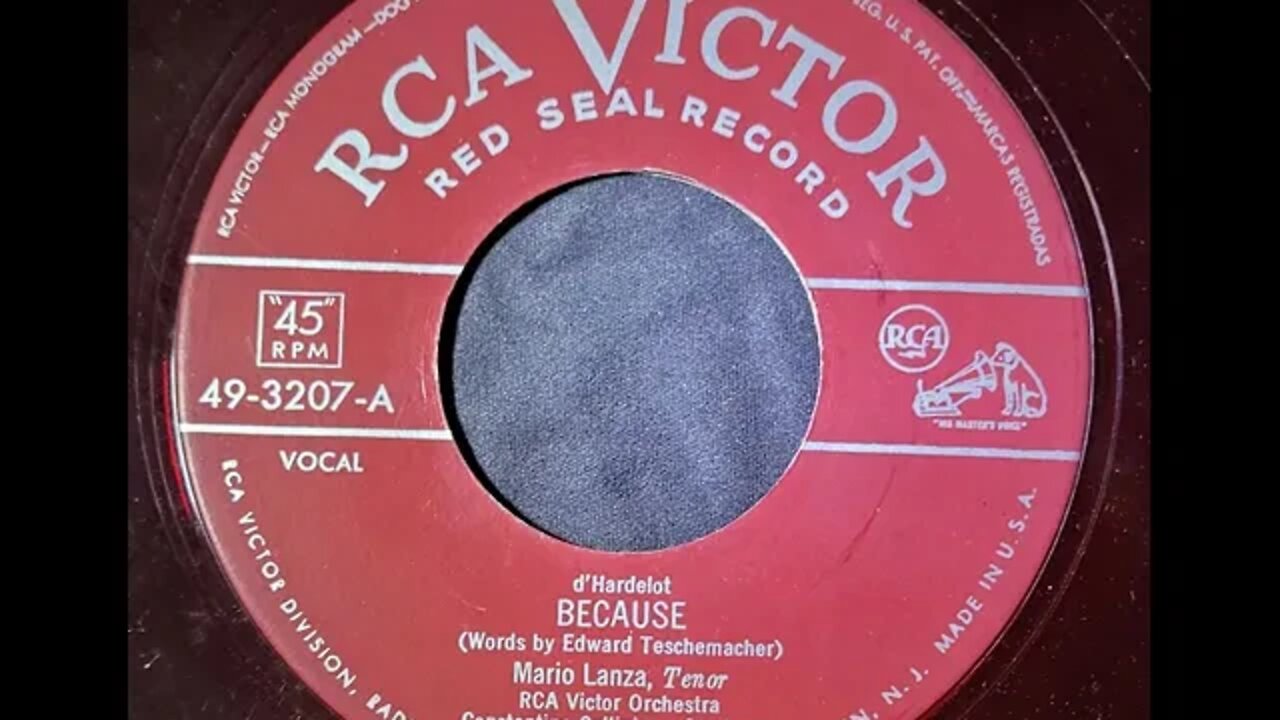 RCA VICTOR
RED SEAL RECORD
RCA VICTOR—RCA MONOGRAM—DOG
REG. U. S. PAT. OFF.—MARCAS REGISTRADAS
"45"
RPM
49-3207-A
VOCAL
RCA
"HIS MASTER'S VOICE"
d'Hardelot
BECAUSE
(Words by Edward Teschemacher)
Mario Lanza, Tenor
RCA Victor Orchestra
RCA VICTOR DIVISION,
N. J. MADE IN U. S. A.